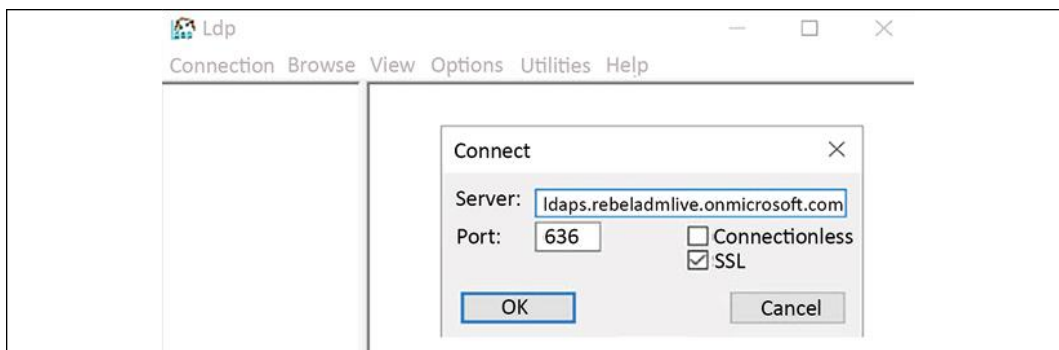 Ldp
Connection Browse View Options Utilities Help
Connect
Server: ldaps.rebeladmlive.onmicrosoft.com
Port: 636 Connectionless
SSL
OK Cancel